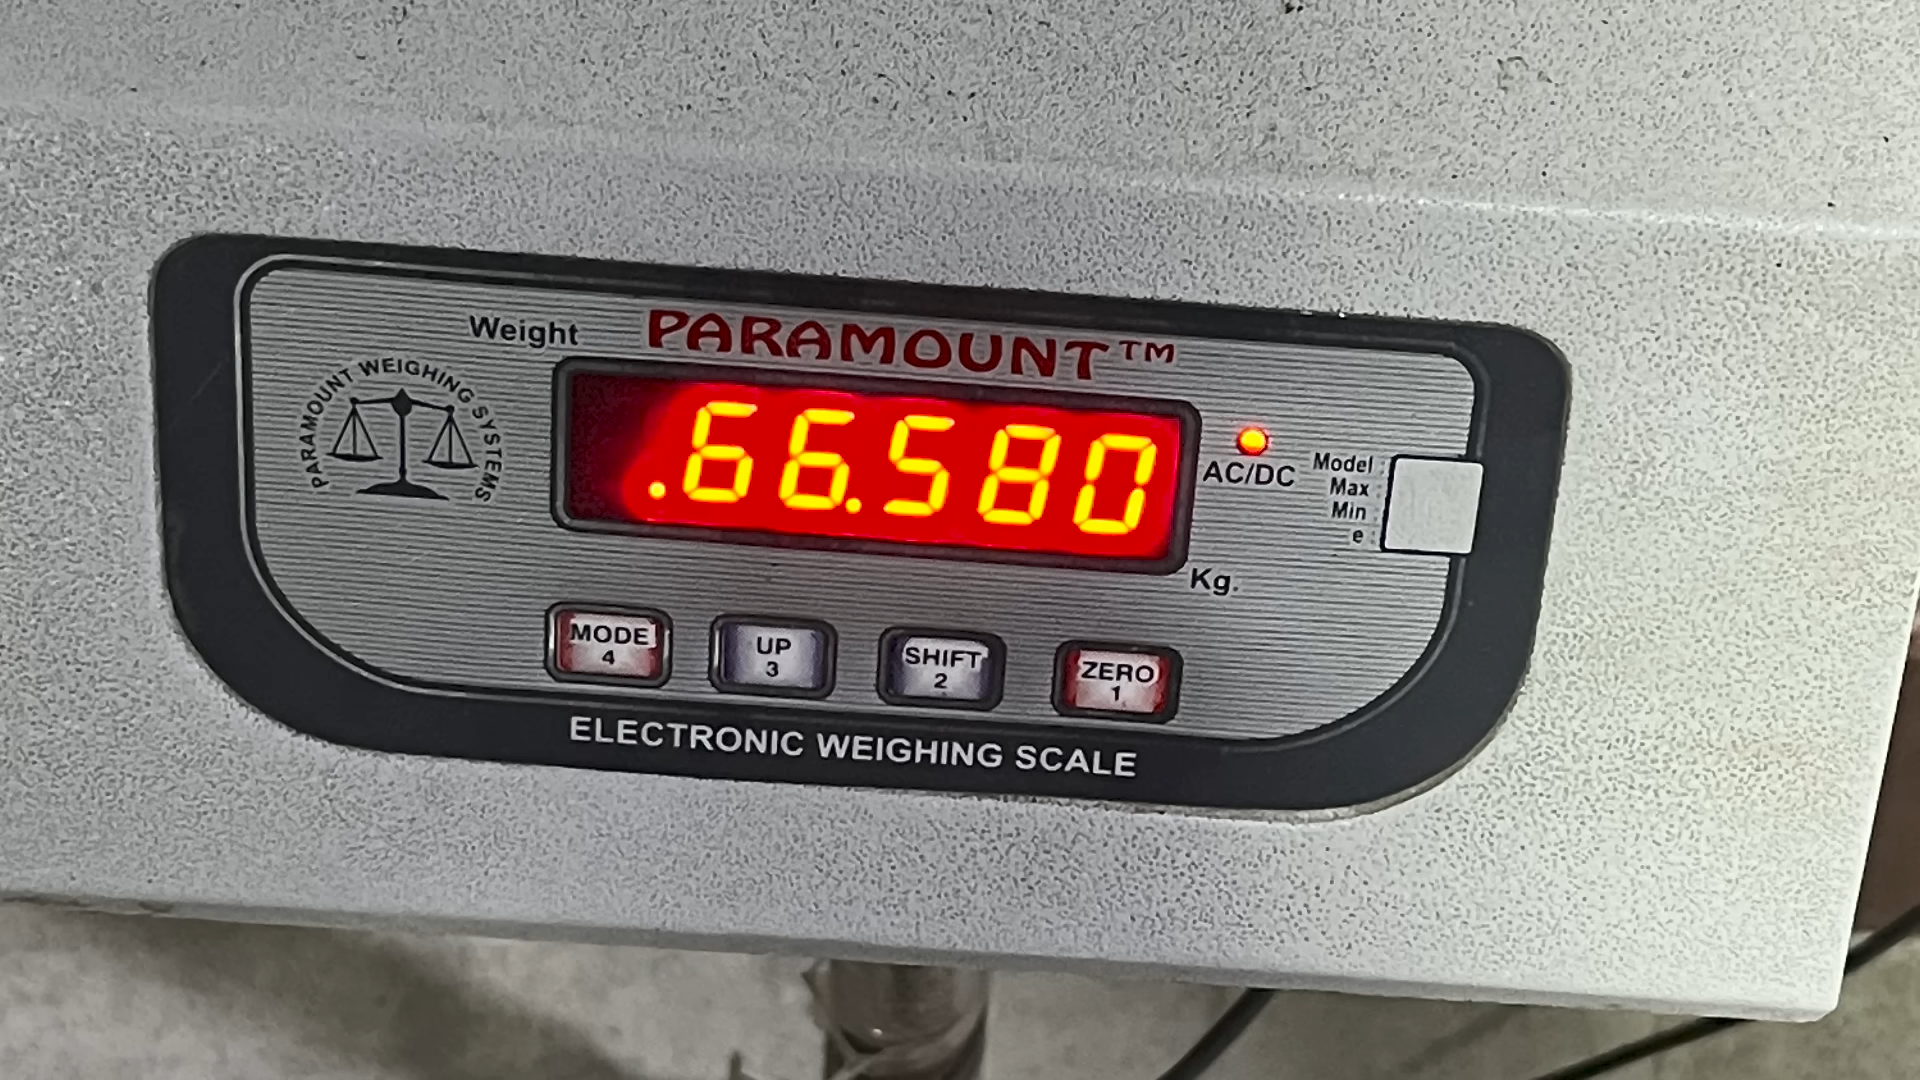 Weight
PARAMOUNT™
PARAMOUNT WEIGHING SYSTEMS
.66.580
AC/DC
Model :
Max :
Min :
e :
Kg.
MODE
4
UP
3
SHIFT
2
ZERO
1
ELECTRONIC WEIGHING SCALE